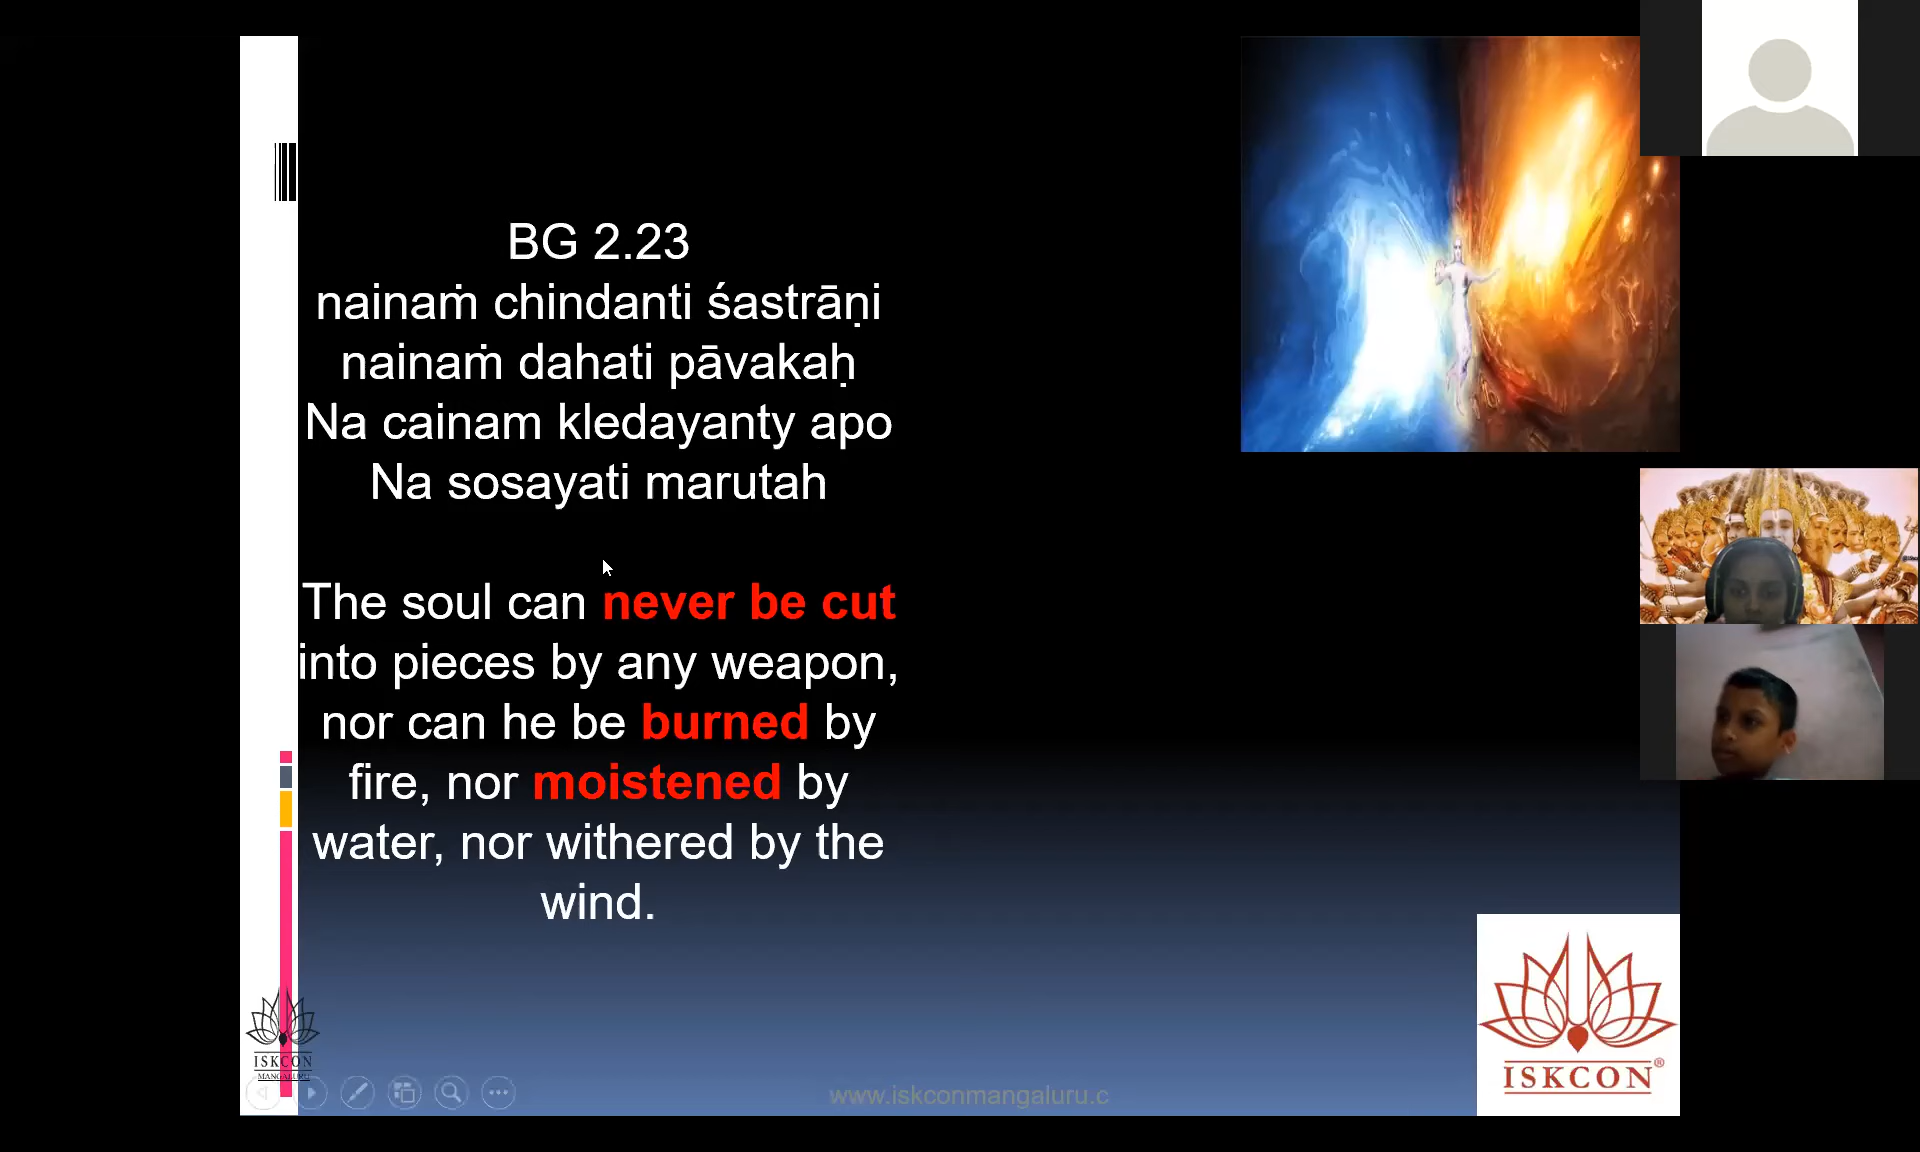 BG 2.23
nainaṁ chindanti śastrāṇi
nainaṁ dahati pāvakaḥ
Na cainam kledayanty apo
Na sosayati marutah
The soul can never be cut
into pieces by any weapon,
nor can he be burned by
fire, nor moistened by
water, nor withered by the
wind.
ISKCON
MANGALURU
www.iskconmangaluru.c
ISKCON®